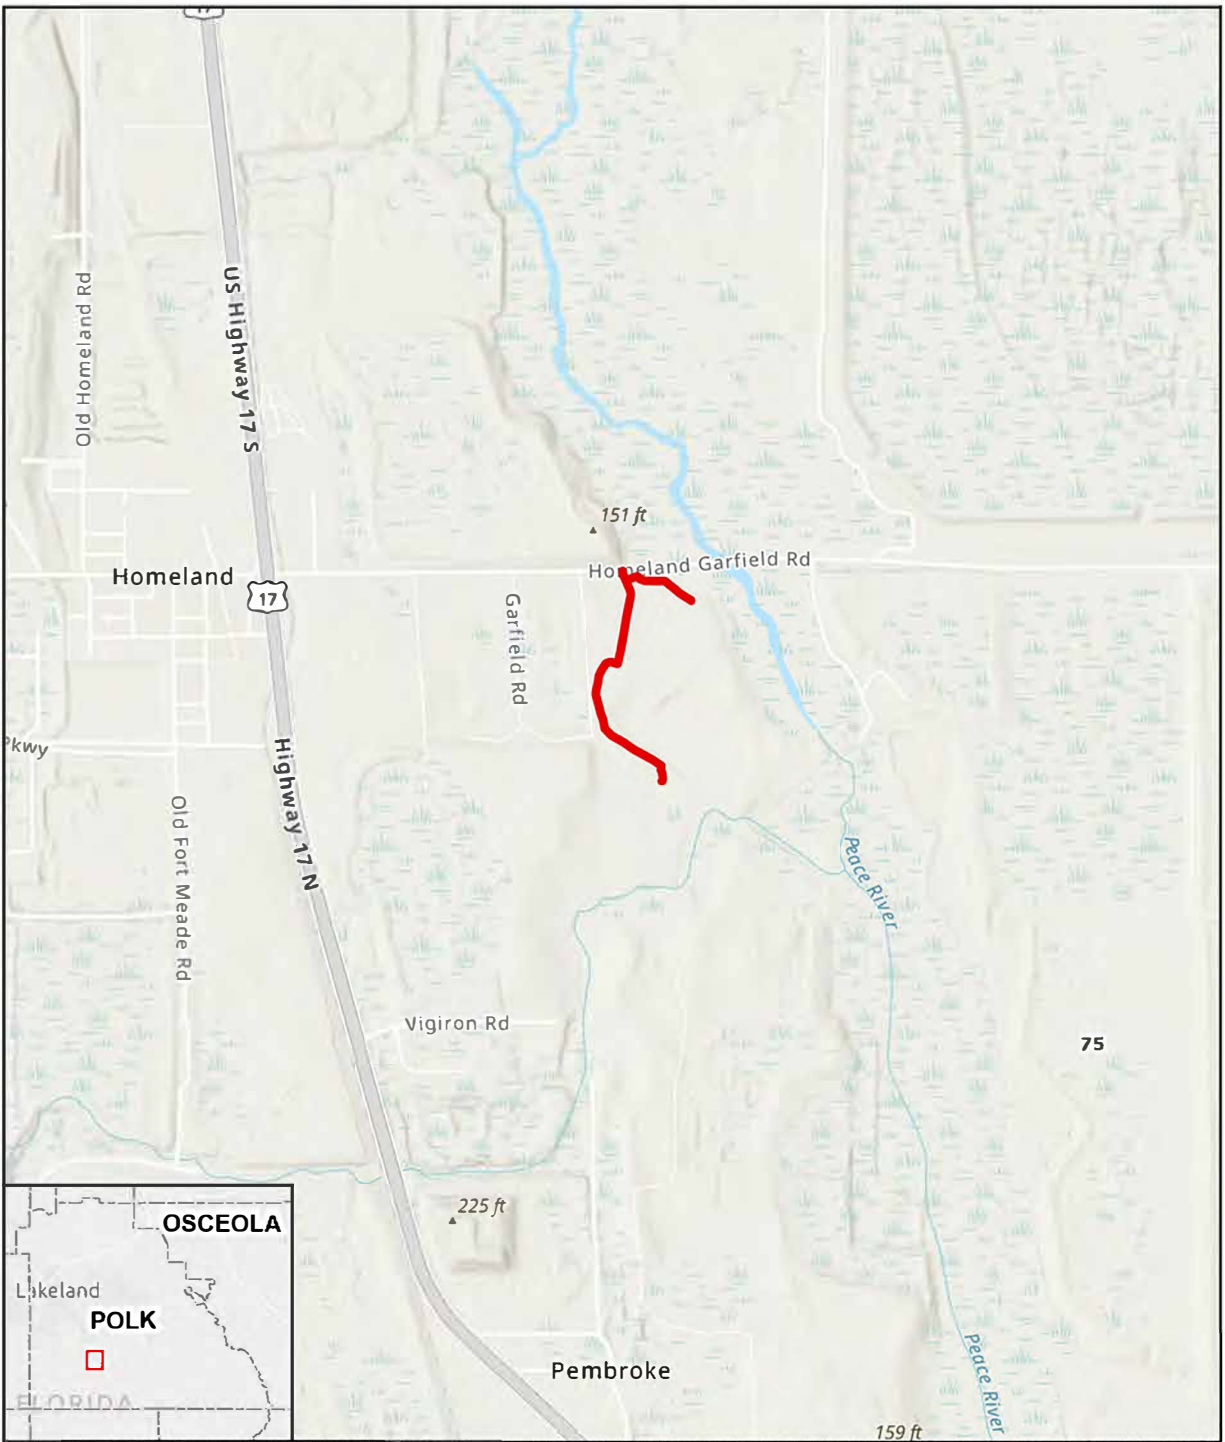 17
Old Homeland Rd
US Highway 17 S
151 ft
Homeland Garfield Rd
Homeland
17
Garfield Rd
Pkwy
Highway 17 N
Old Fort Meade Rd
Peace River
Vigiron Rd
75
225 ft
OSCEOLA
Lakeland
POLK
FLORIDA
Pembroke
Peace River
159 ft